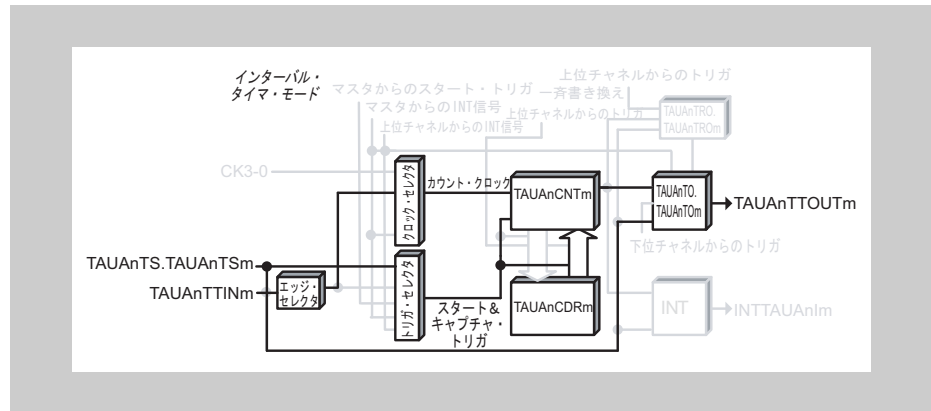 インターバル・
タイマ・モード
マスタからのスタート・トリガ
マスタからのINT信号
上位チャネルからのINT信号
上位チャネルからのトリガ
一斉書き換え
上位チャネルからのトリガ
TAUAnTRO.
TAUAnTROm
CK3-0
クロック・セレクタ
カウント・クロック
TAUAnCNTm
TAUAnTO.
TAUAnTOm
TAUAnTTOUTm
下位チャネルからのトリガ
TAUAnTS.TAUAnTSm
TAUAnTTINm
エッジ・
セレクタ
トリガ・セレクタ
スタート&
キャプチャ・
トリガ
TAUAnCDRm
INT
INTTAUAnIm